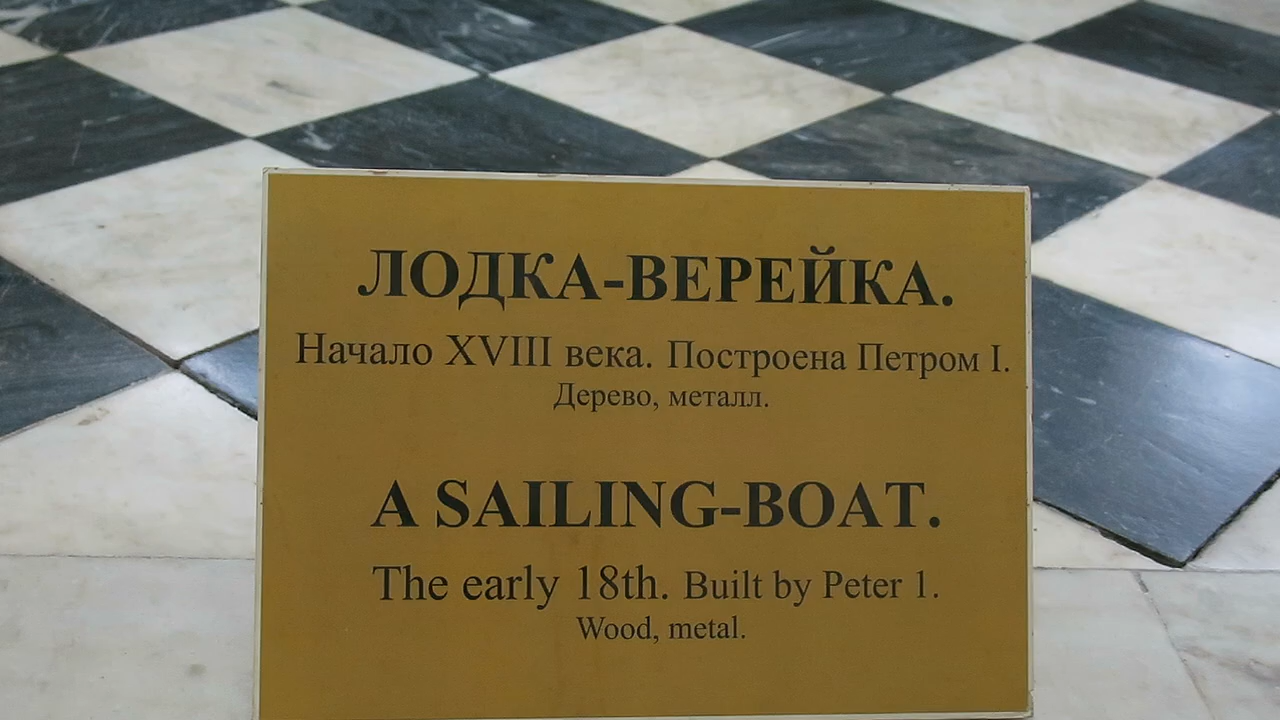 ЛОДКА-ВЕРЕЙКА.
Начало XVIII века. Построена Петром I.
Дерево, металл.
A SAILING-BOAT.
The early 18th. Built by Peter 1.
Wood, metal.